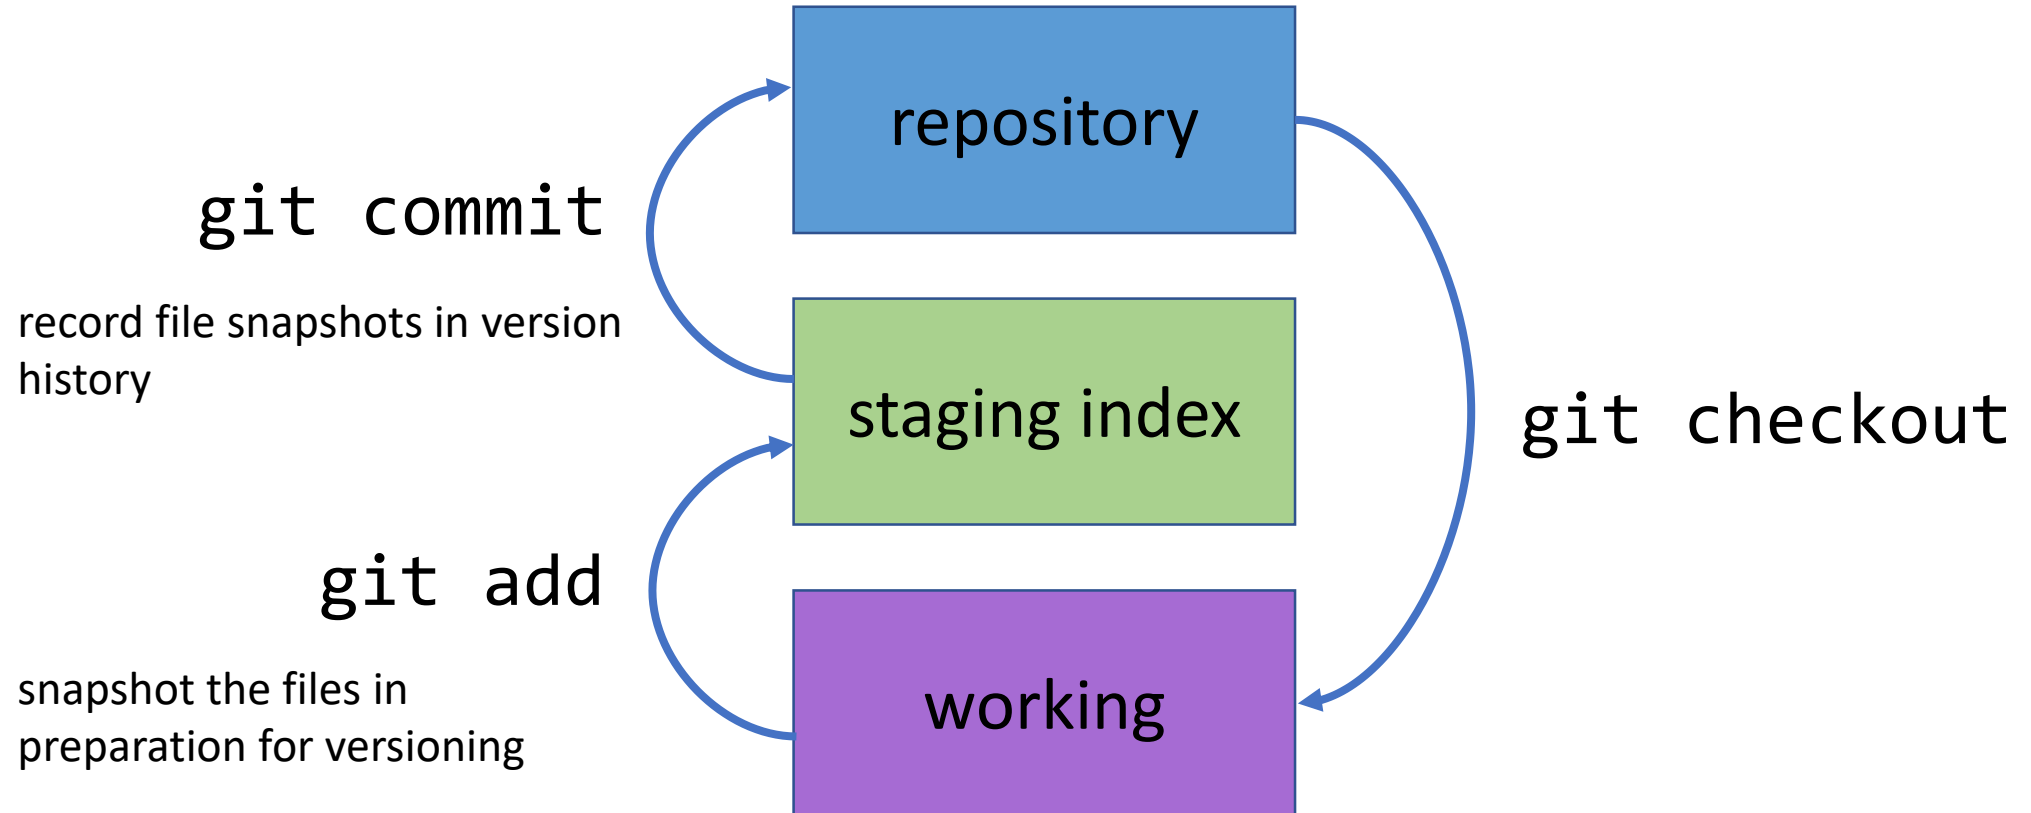 repository
git commit
record file snapshots in version
history
staging index
git checkout
git add
snapshot the files in
preparation for versioning
working